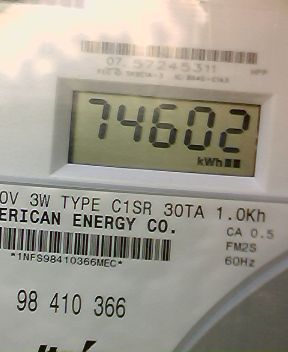 07 57245311
74602
kWh
0V 3W TYPE C1SR 30TA 1.0Kh
ERICAN ENERGY CO.
CA 0.5
FM2S
*1NFS98410366MEC*
60Hz
98 410 366